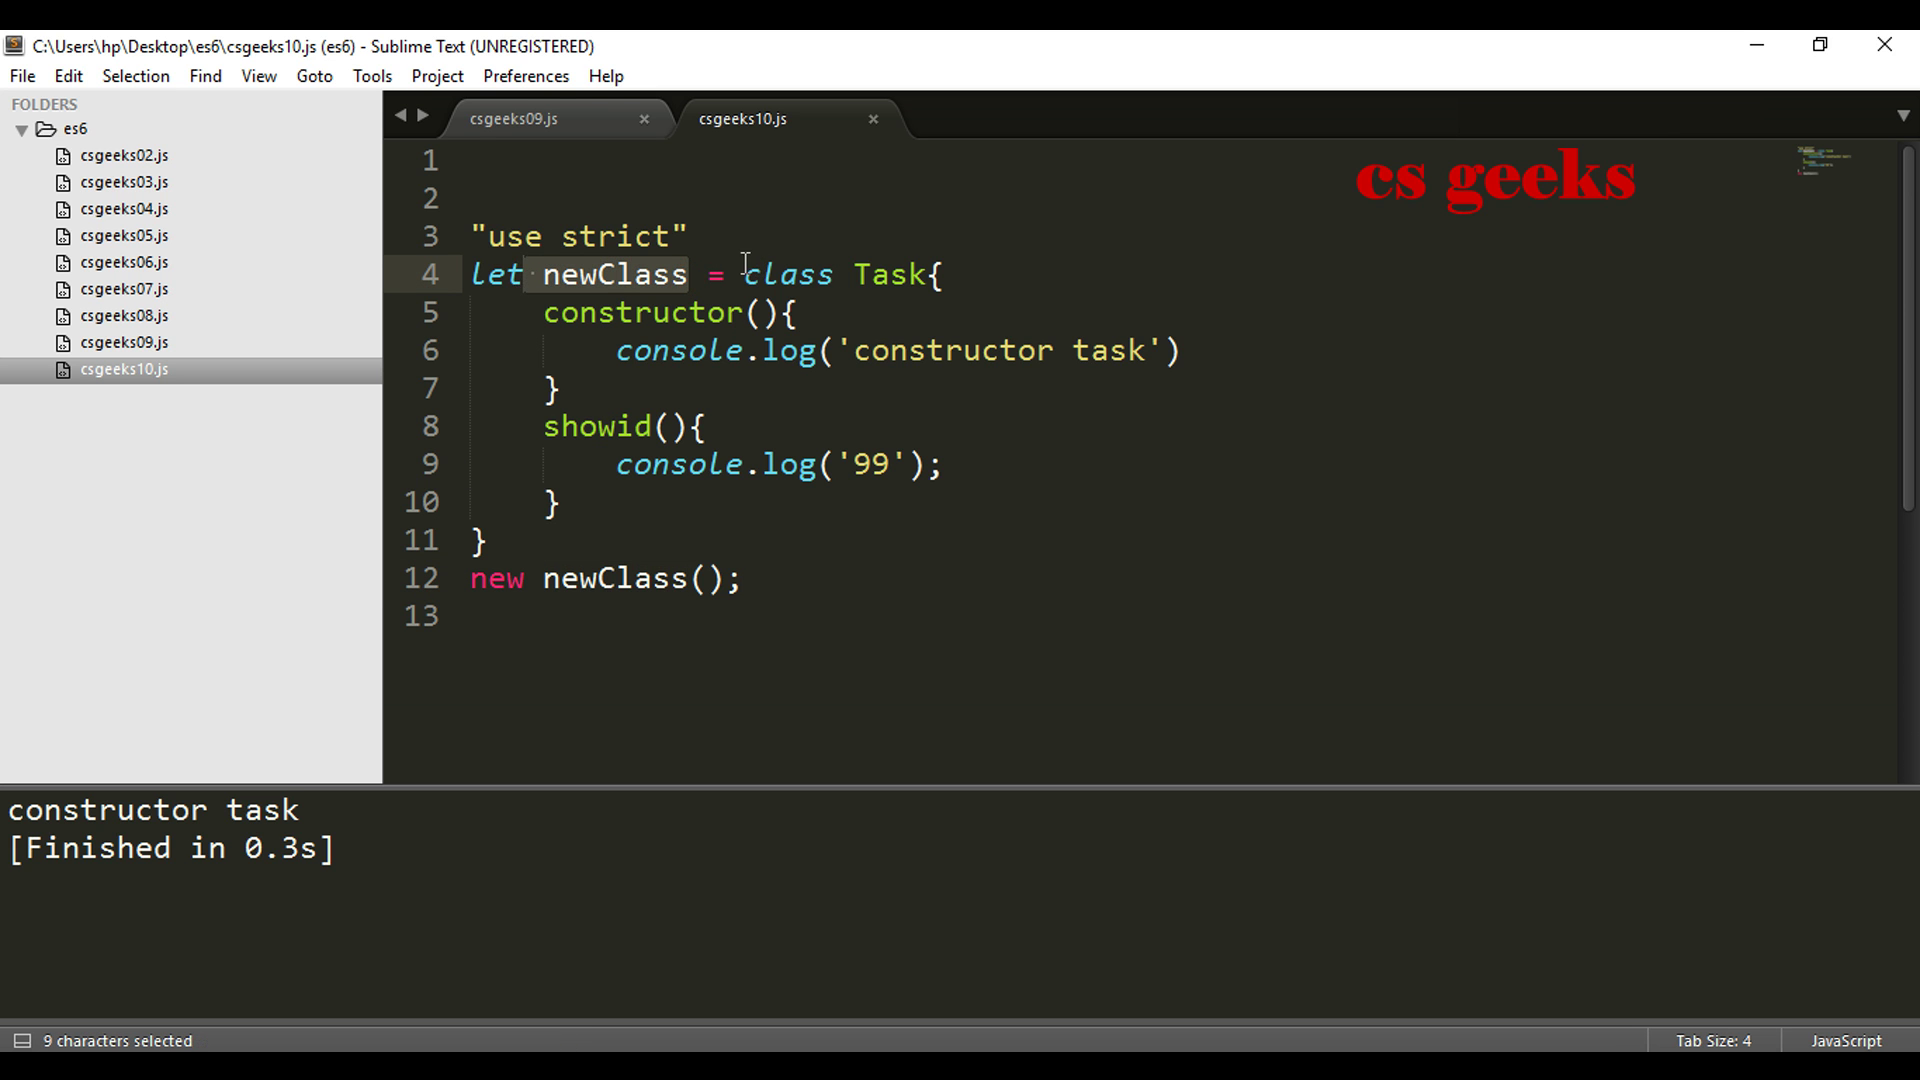 C:\Users\hp\Desktop\es6\csgeeks10.js (es6) - Sublime Text (UNREGISTERED)
File Edit Selection Find View Goto Tools Project Preferences Help
FOLDERS
es6
csgeeks02.js
csgeeks03.js
csgeeks04.js
csgeeks05.js
csgeeks06.js
csgeeks07.js
csgeeks08.js
csgeeks09.js
csgeeks10.js
csgeeks09.js × csgeeks10.js ×
cs geeks
1
2
3 "use strict"
4 let newClass = class Task{
5 constructor(){
6 console.log('constructor task')
7 }
8 showid(){
9 console.log('99');
10 }
11 }
12 new newClass();
13
constructor task
[Finished in 0.3s]
9 characters selected Tab Size: 4 JavaScript